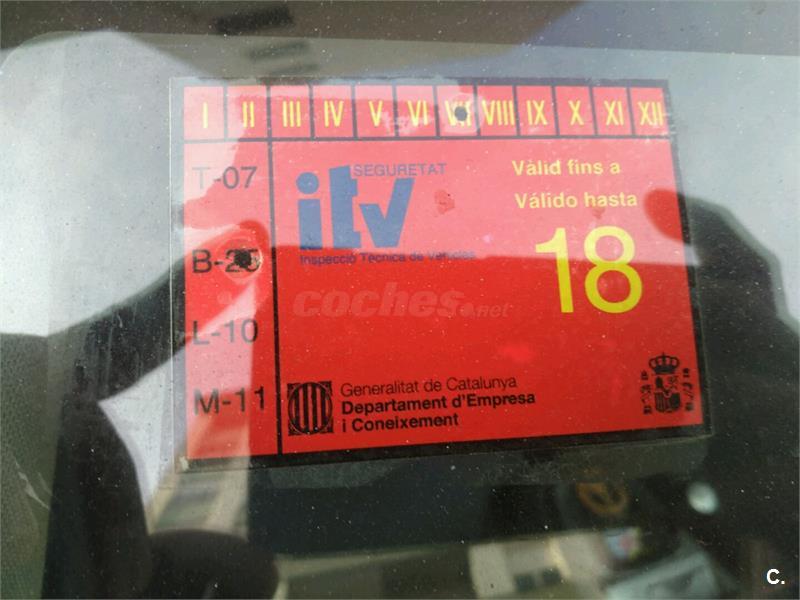 I II III IV V VI VII VIII IX X XI XII
T-07
B-25
L-10
M-11
SEGURETAT
itv
Inspecció Tècnica de Vehicles
Vàlid fins a
Válido hasta
18
coches.net
Generalitat de Catalunya
Departament d'Empresa
i Coneixement
C.